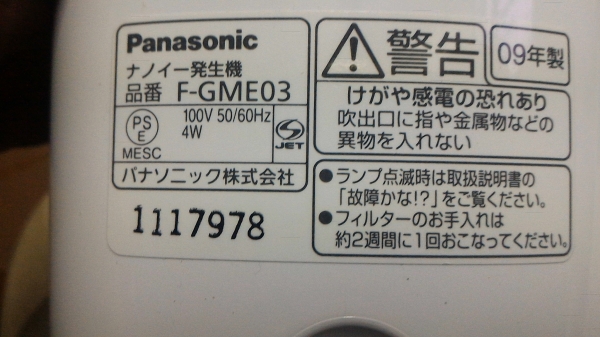 Panasonic
ナノイー発生機
品番 F-GME03
PS
E
MESC
100V 50/60Hz
4W
S
JET
パナソニック株式会社
1117978
警告
09年製
けがや感電の恐れあり
吹出口に指や金属物などの
異物を入れない
●ランプ点滅時は取扱説明書の
「故障かな!?」をご覧ください。
●フィルターのお手入れは
約2週間に1回おこなってください。